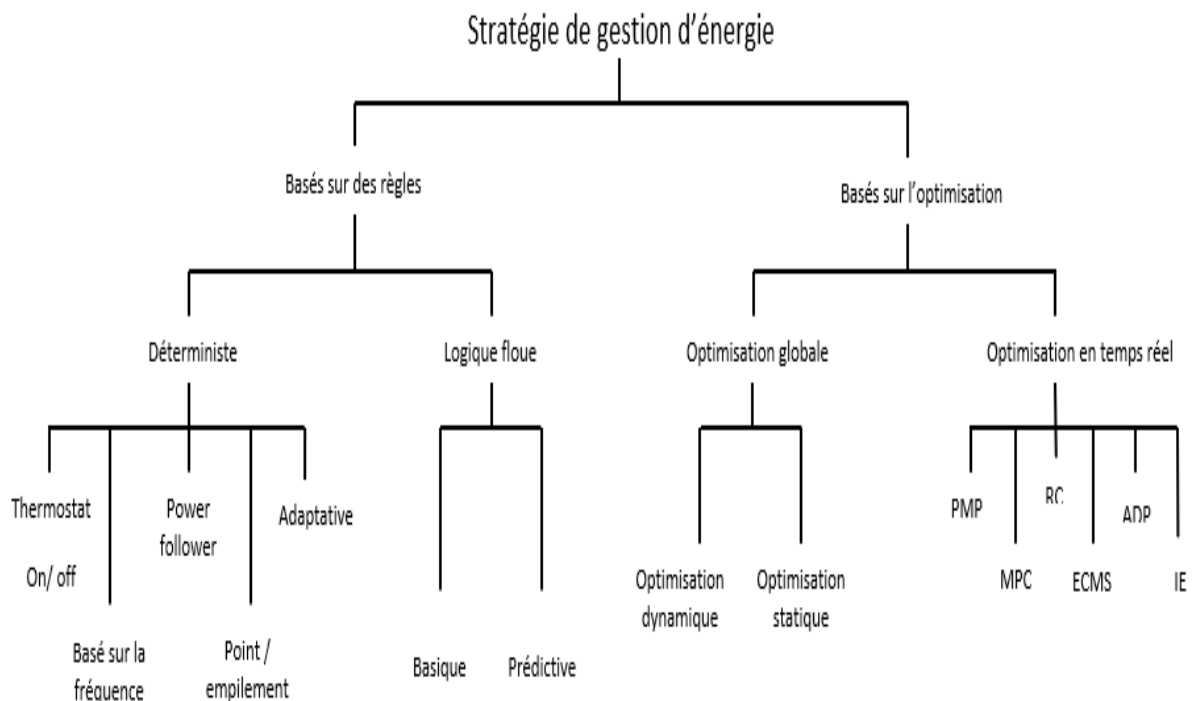 Stratégie de gestion d’énergie
Basés sur des règles
Basés sur l’optimisation
Déterministe
Logique floue
Optimisation globale
Optimisation en temps réel
Thermostat
On/ off
Basé sur la
fréquence
Power
follower
Point /
empilement
Adaptative
Basique
Prédictive
Optimisation
dynamique
Optimisation
statique
PMP
MPC
ECMS
ADP
IE